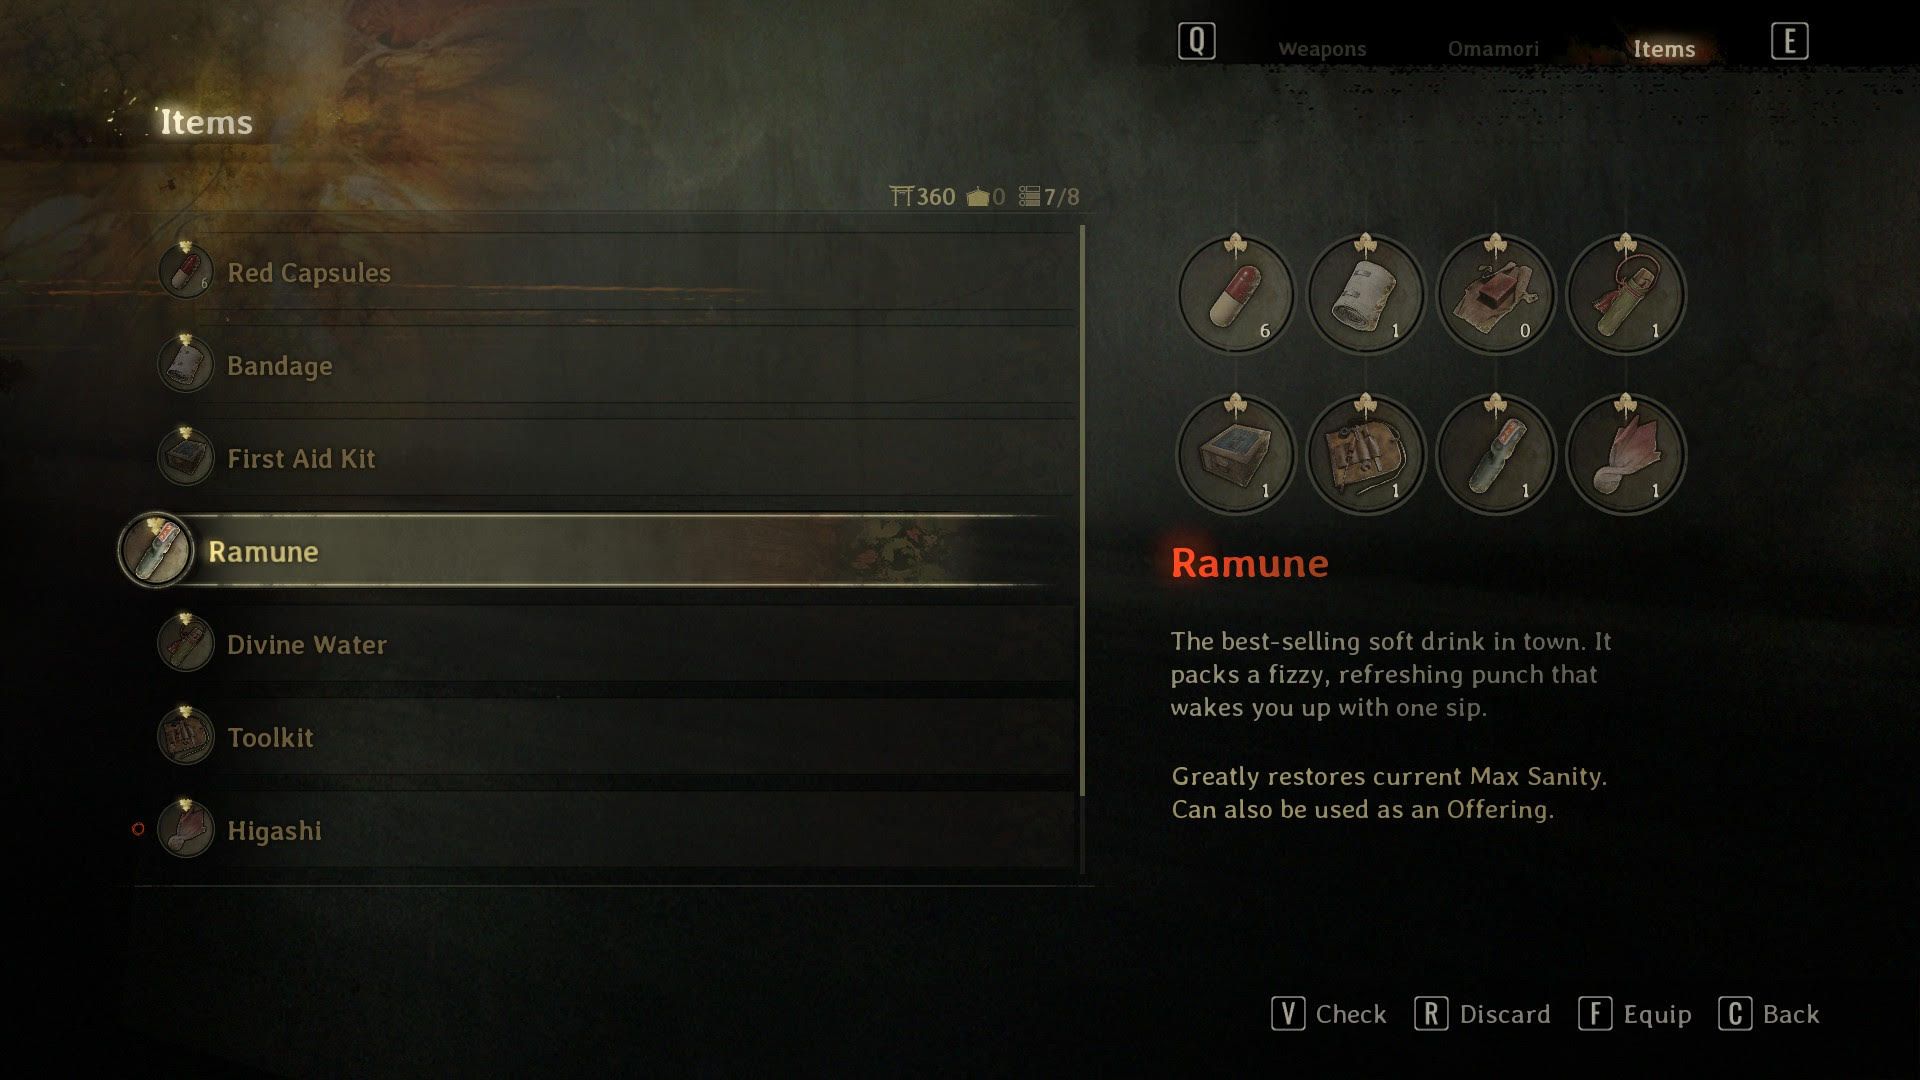 Q Weapons Omamori Items E
Items
360 0 7/8
Red Capsules
6
Bandage
First Aid Kit
Ramune
Divine Water
Toolkit
Higashi
6 1 0 1
1 1 1 1
Ramune
The best-selling soft drink in town. It
packs a fizzy, refreshing punch that
wakes you up with one sip.
Greatly restores current Max Sanity.
Can also be used as an Offering.
V Check R Discard F Equip C Back